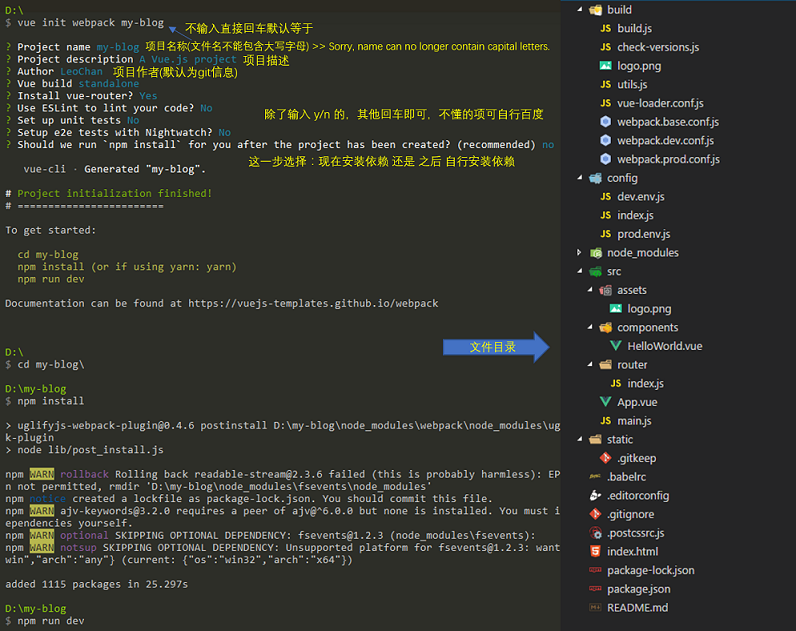 D:\
$ vue init webpack my-blog
不输入直接回车默认等于
? Project name my-blog 项目名称(文件名不能包含大写字母) >> Sorry, name can no longer contain capital letters.
? Project description A Vue.js project 项目描述
? Author LeoChan 项目作者(默认为git信息)
? Vue build standalone
? Install vue-router? Yes
? Use ESLint to lint your code? No
除了输入 y/n 的，其他回车即可，不懂的项可自行百度
? Set up unit tests No
? Setup e2e tests with Nightwatch? No
? Should we run `npm install` for you after the project has been created? (recommended) no
这一步选择：现在安装依赖 还是 之后 自行安装依赖
vue-cli · Generated "my-blog".
# Project initialization finished!
# ========================
To get started:
cd my-blog
npm install (or if using yarn: yarn)
npm run dev
Documentation can be found at https://vuejs-templates.github.io/webpack
D:\
$ cd my-blog\
D:\my-blog
$ npm install
> uglifyjs-webpack-plugin@0.4.6 postinstall D:\my-blog\node_modules\webpack\node_modules\ug
k-plugin
> node lib/post_install.js
npm WARN rollback Rolling back readable-stream@2.3.6 failed (this is probably harmless): EP
n not permitted, rmdir 'D:\my-blog\node_modules\fsevents\node_modules'
npm notice created a lockfile as package-lock.json. You should commit this file.
npm WARN ajv-keywords@3.2.0 requires a peer of ajv@^6.0.0 but none is installed. You must i
ependencies yourself.
npm WARN optional SKIPPING OPTIONAL DEPENDENCY: fsevents@1.2.3 (node_modules\fsevents):
npm WARN notsup SKIPPING OPTIONAL DEPENDENCY: Unsupported platform for fsevents@1.2.3: want
win","arch":"any"} (current: {"os":"win32","arch":"x64"})
added 1115 packages in 25.297s
D:\my-blog
$ npm run dev
文件目录
build
JS build.js
JS check-versions.js
logo.png
JS utils.js
JS vue-loader.conf.js
webpack.base.conf.js
webpack.dev.conf.js
webpack.prod.conf.js
config
JS dev.env.js
JS index.js
JS prod.env.js
node_modules
src
assets
logo.png
components
HelloWorld.vue
router
JS index.js
App.vue
JS main.js
static
.gitkeep
.babelrc
.editorconfig
.gitignore
.postcssrc.js
index.html
package-lock.json
package.json
README.md